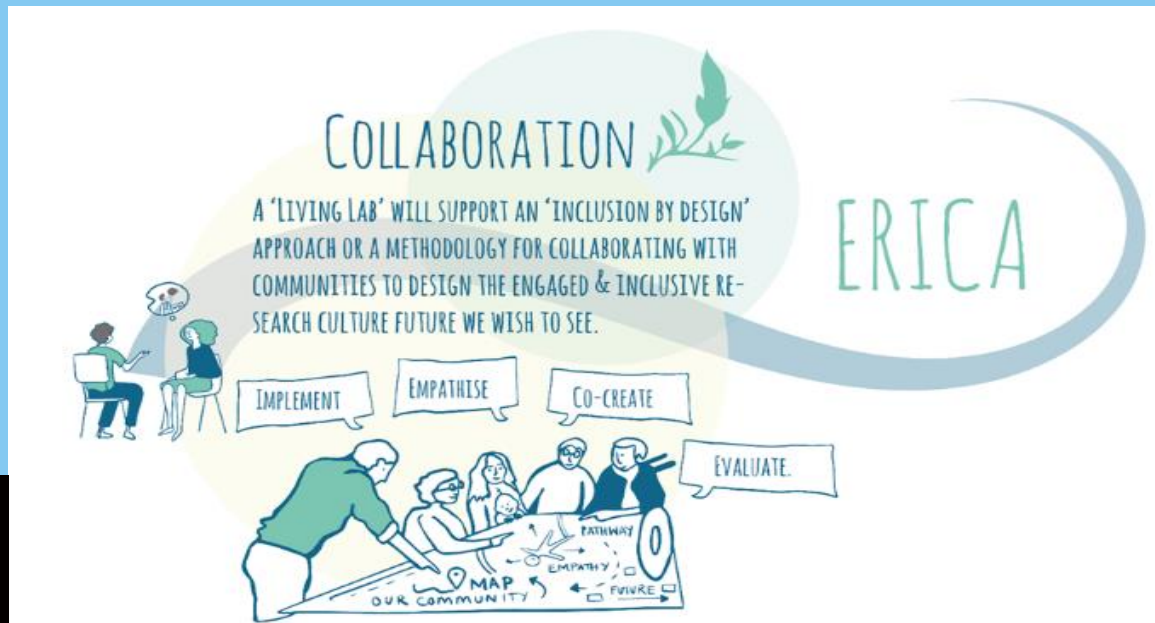 COLLABORATION
A ‘LIVING LAB’ WILL SUPPORT AN ‘INCLUSION BY DESIGN’
APPROACH OR A METHODOLOGY FOR COLLABORATING WITH
COMMUNITIES TO DESIGN THE ENGAGED & INCLUSIVE RE-
SEARCH CULTURE FUTURE WE WISH TO SEE.
ERICA
IMPLEMENT
EMPATHISE
CO-CREATE
EVALUATE.
PATHWAY
EMPATHY
MAP
OUR COMMUNITY
FUTURE